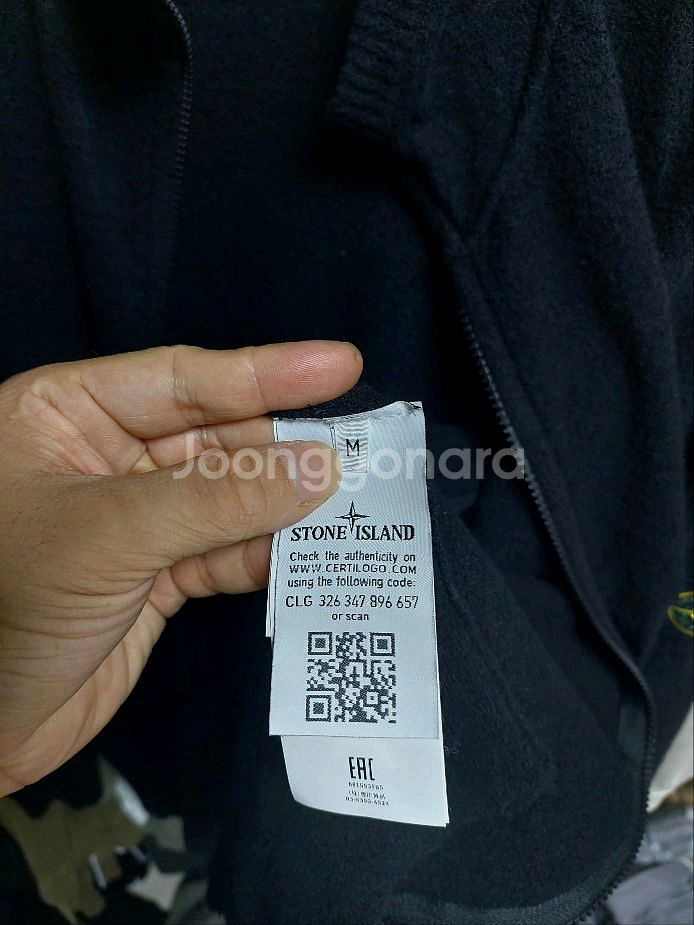 M
Joonggonara
STONE ISLAND
Check the authenticity on
WWW.CERTILOGO.COM
using the following code:
CLG 326 347 896 657
or scan
EAC